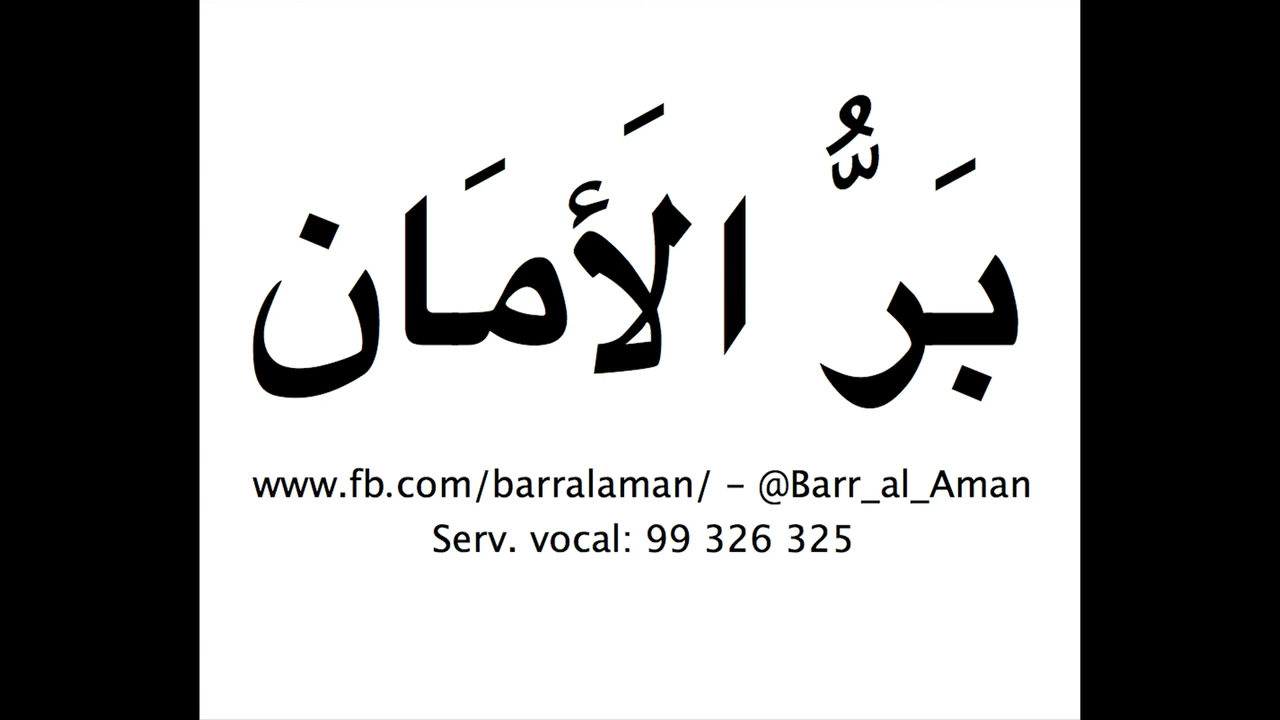 بَرُّ الأَمَان
www.fb.com/barralaman/ – @Barr_al_Aman
Serv. vocal: 99 326 325